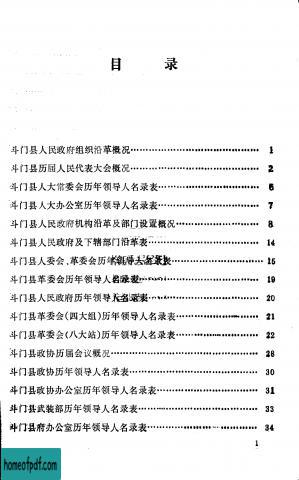 目 录
斗门县人民政府组织沿革概况 1
斗门县历届人民代表大会概况 2
斗门县人大常委会历年领导人名录表 6
斗门县人大办公室历年领导人名录表 7
斗门县人民政府机构沿革及部门设置概况 8
斗门县人民政府及下辖部门沿革表 14
斗门县人委会、革委会历年领导人名录表 15
斗门县革委会历年领导人名录表 19
斗门县人民政府历年领导人名录表 20
斗门县革委会(四大组)历年领导人名录表 21
斗门县革委会(八大站)历年领导人名录表 22
斗门县政协历届会议概况 28
斗门县政协历年领导人名录表 30
斗门县政协办公室历年领导人名录表 31
斗门县武装部历年领导人名录表 33
斗门县府办公室历年领导人名录表 34
1
homeofpdf.com